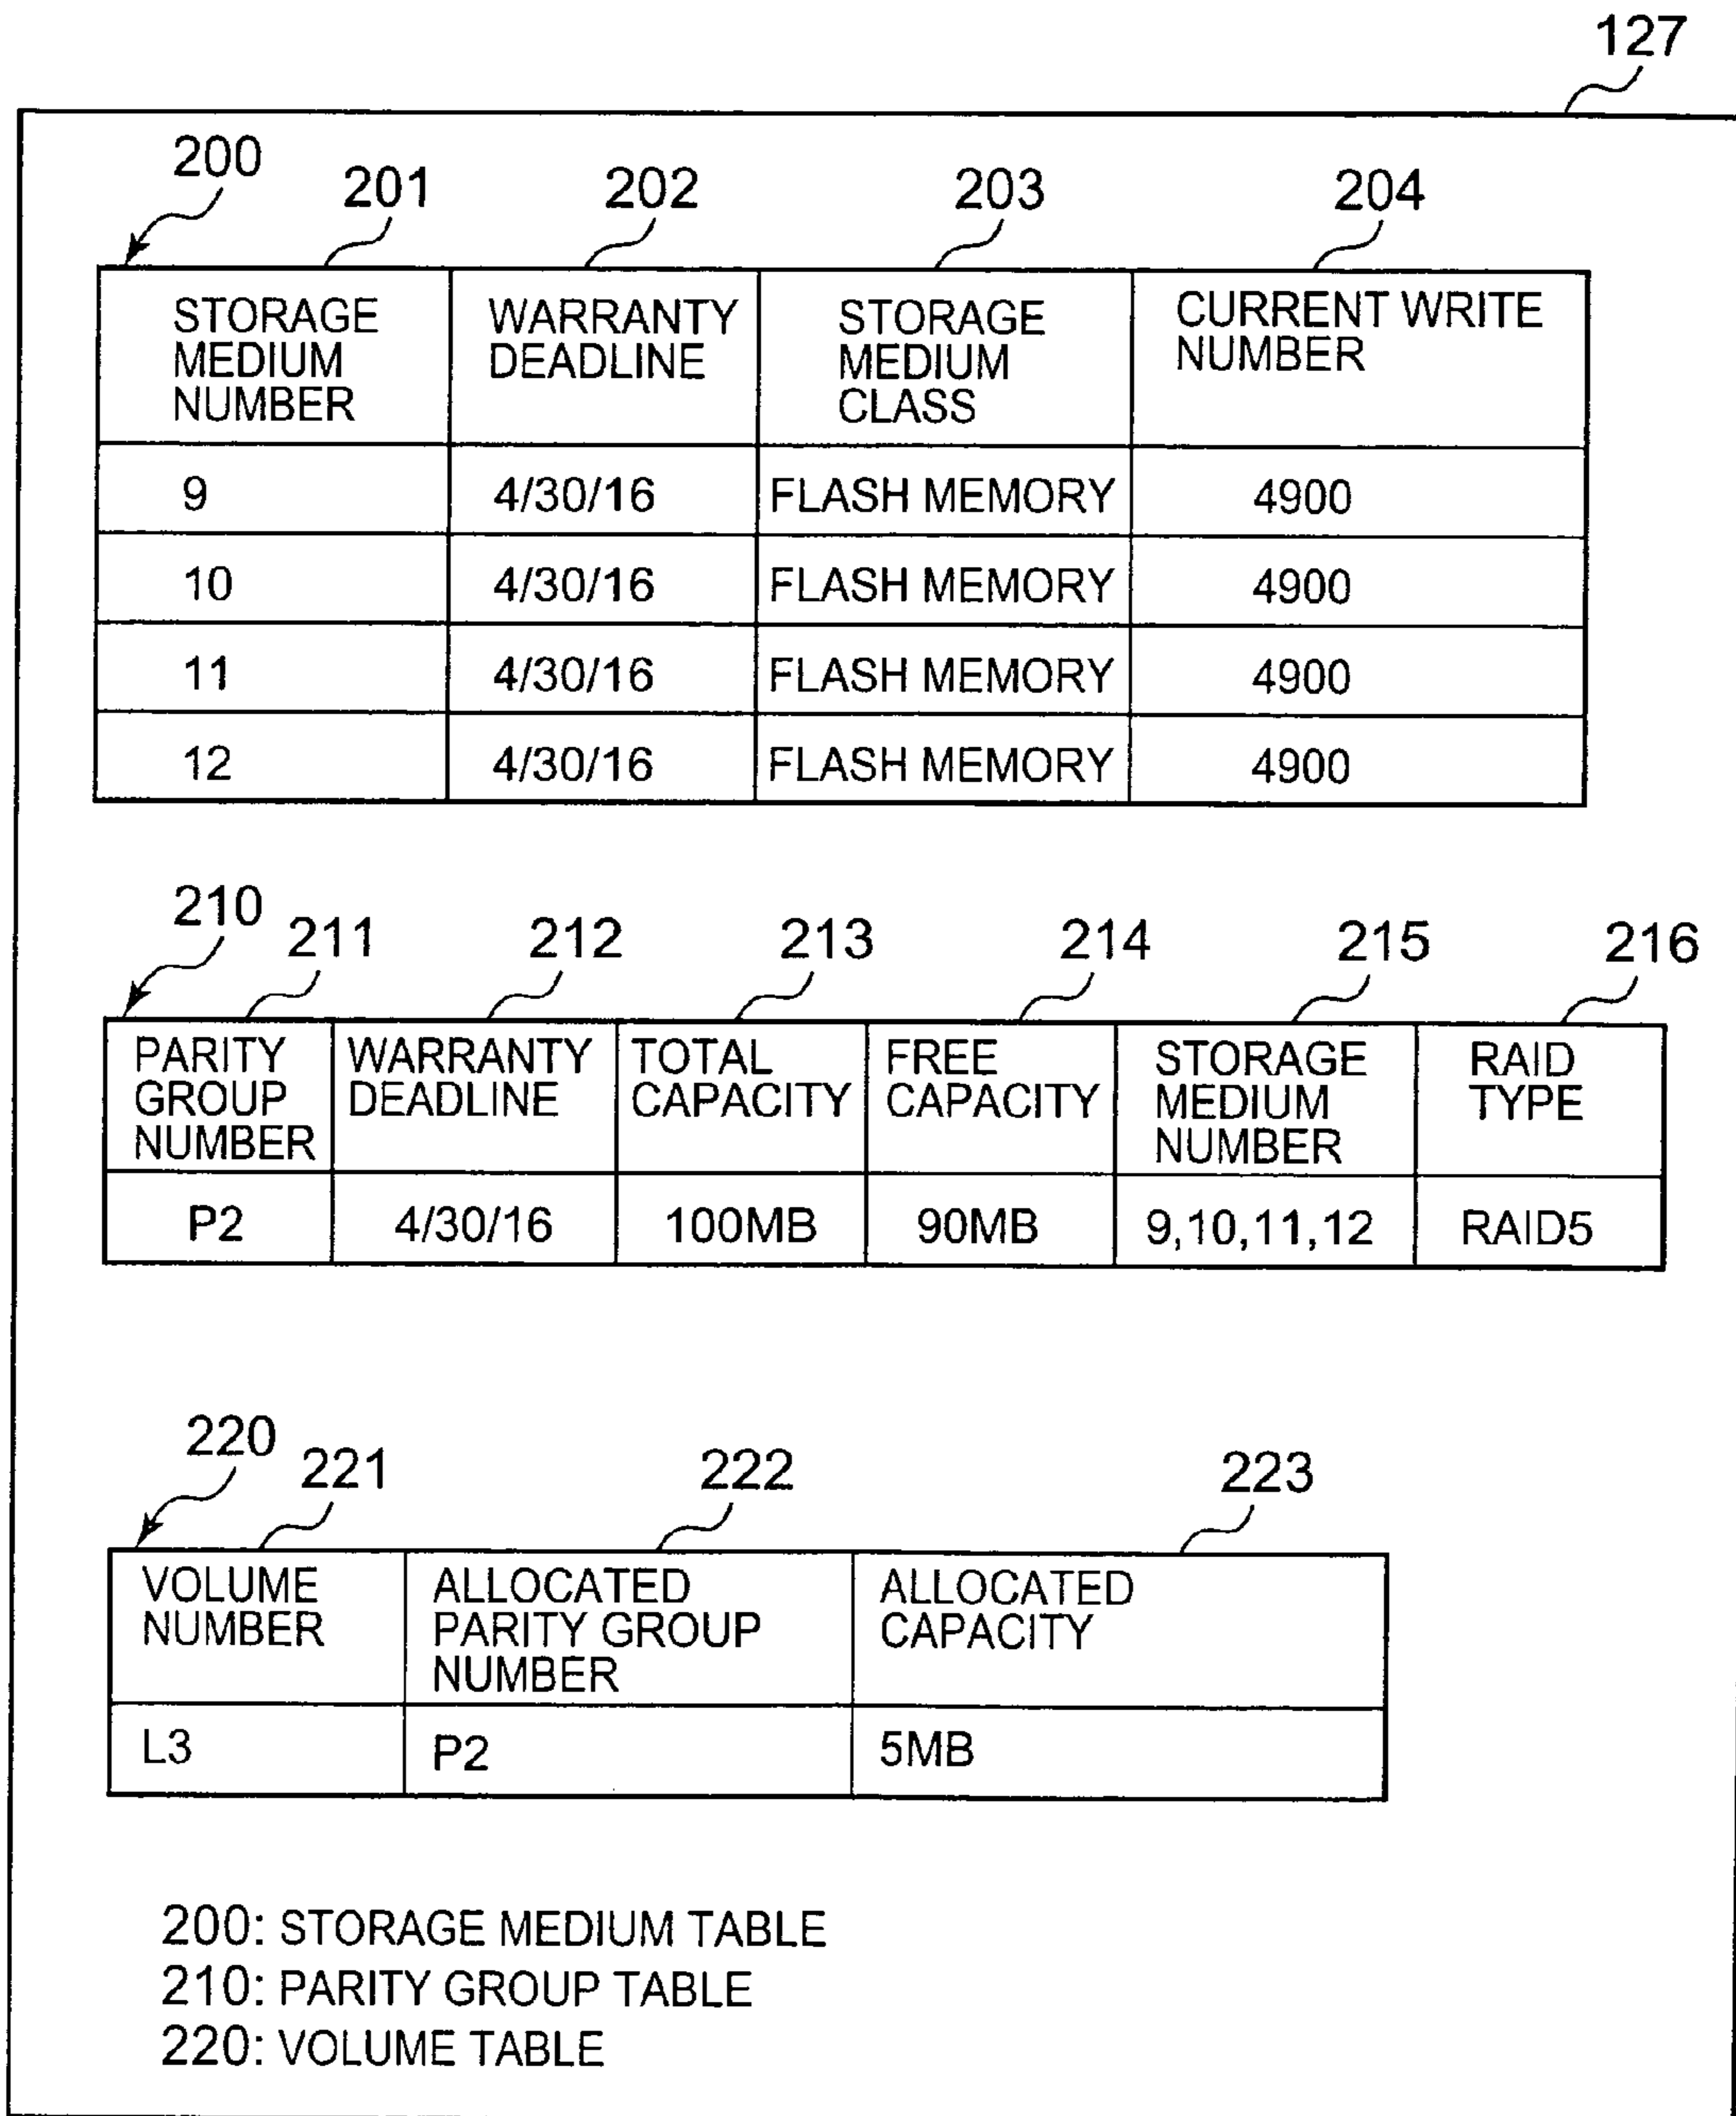 127
200
201 202 203 204
STORAGE MEDIUM NUMBER WARRANTY DEADLINE STORAGE MEDIUM CLASS CURRENT WRITE NUMBER
9 4/30/16 FLASH MEMORY 4900
10 4/30/16 FLASH MEMORY 4900
11 4/30/16 FLASH MEMORY 4900
12 4/30/16 FLASH MEMORY 4900
210
211 212 213 214 215 216
PARITY GROUP NUMBER WARRANTY DEADLINE TOTAL CAPACITY FREE CAPACITY STORAGE MEDIUM NUMBER RAID TYPE
P2 4/30/16 100MB 90MB 9,10,11,12 RAID5
220
221 222 223
VOLUME NUMBER ALLOCATED PARITY GROUP NUMBER ALLOCATED CAPACITY
L3 P2 5MB
200: STORAGE MEDIUM TABLE
210: PARITY GROUP TABLE
220: VOLUME TABLE